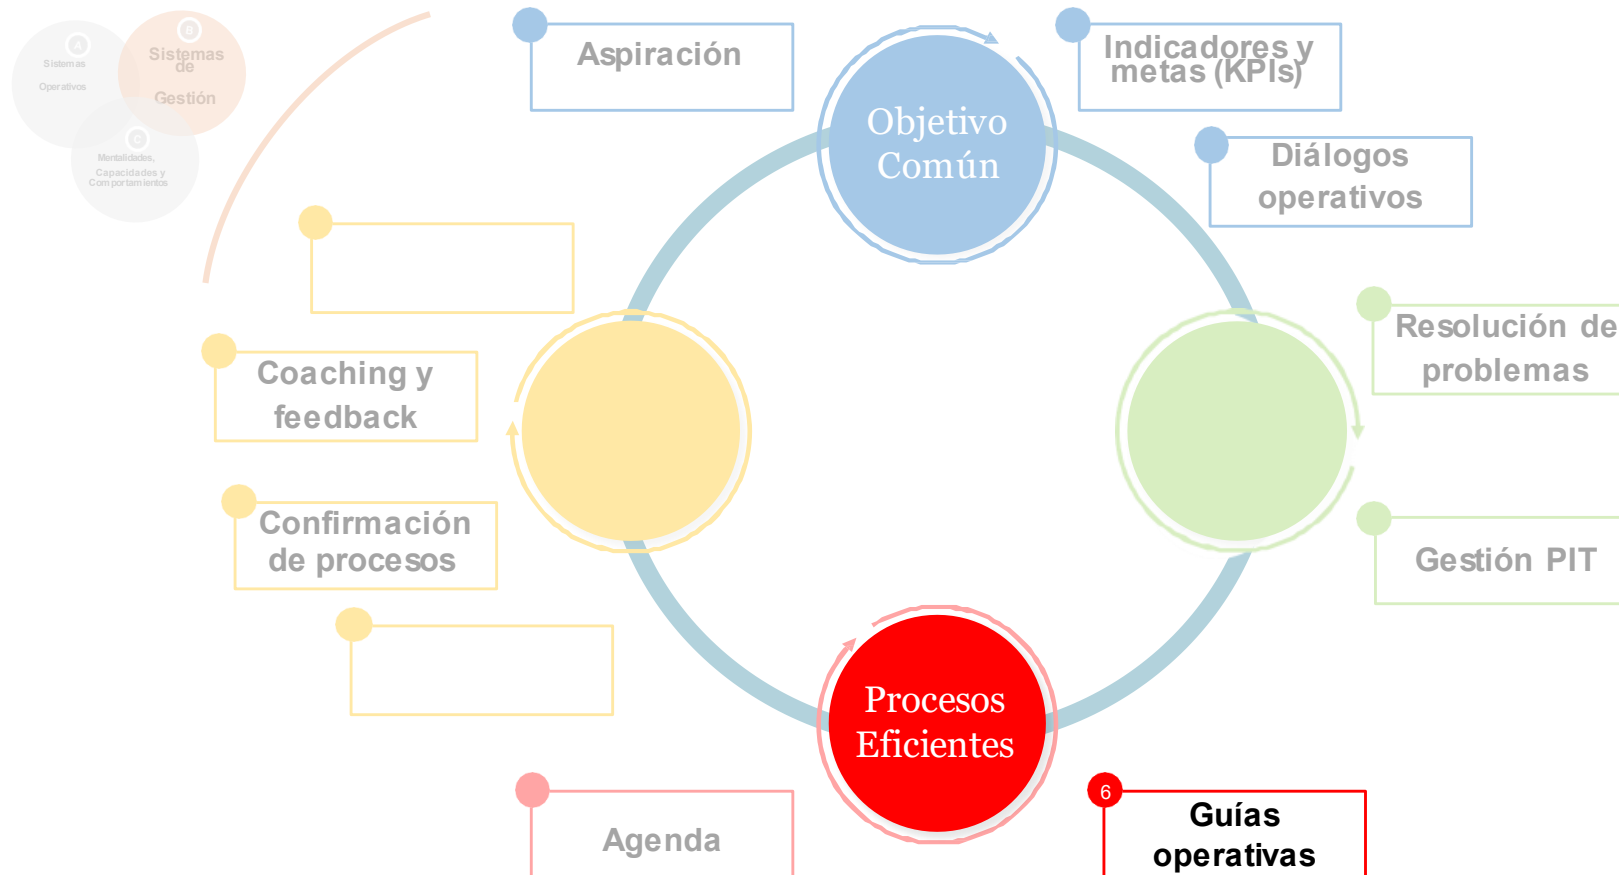 A
Sistemas
Operativos
B
Sistemas
de
Gestión
C
Mentalidades,
Capacidades y
Comportamientos
Aspiración
Objetivo
Común
Indicadores y
metas (KPIs)
Diálogos
operativos
Resolución de
problemas
Coaching y
feedback
Confirmación
de procesos
Gestión PIT
Procesos
Eficientes
Agenda
6
Guías
operativas